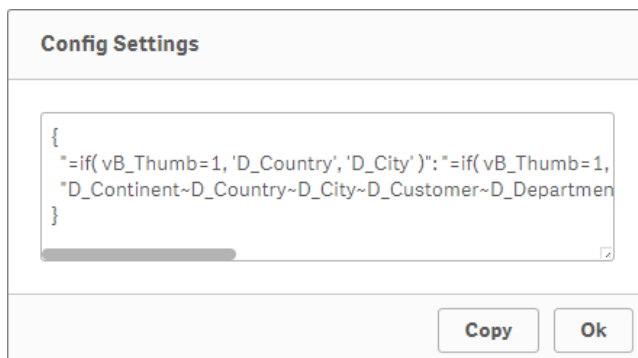 Config Settings
{
"=if( vB_Thumb=1, 'D_Country', 'D_City' )": "=if( vB_Thumb=1,
"D_Continent~D_Country~D_City~D_Customer~D_Departmen
}
Copy Ok